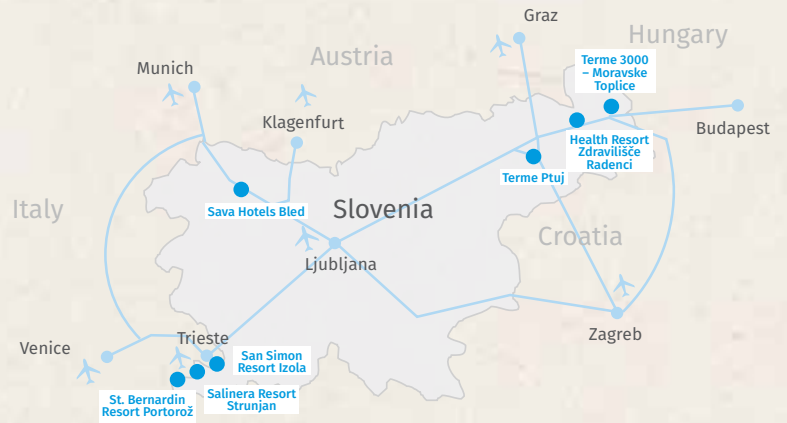 Graz
Hungary
Austria
Munich
Terme 3000
– Moravske
Toplice
Klagenfurt
Budapest
Health Resort
Zdravilišče
Radenci
Terme Ptuj
Italy
Sava Hotels Bled
Slovenia
Croatia
Ljubljana
Zagreb
Trieste
Venice
San Simon
Resort Izola
St. Bernardin
Resort Portorož
Salinera Resort
Strunjan